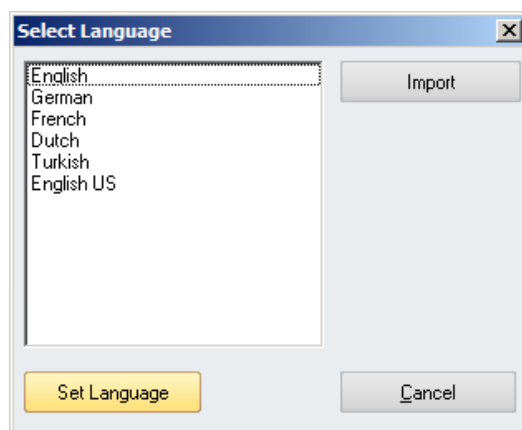 Select Language
English
German
French
Dutch
Turkish
English US
Import
Set Language
Cancel